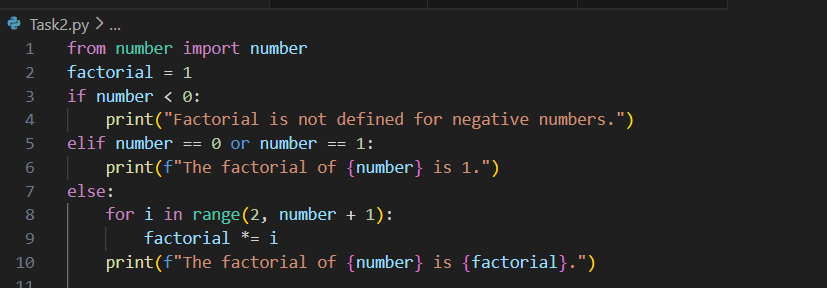 Task2.py > ...
1 from number import number
2 factorial = 1
3 if number < 0:
4     print("Factorial is not defined for negative numbers.")
5 elif number == 0 or number == 1:
6     print(f"The factorial of {number} is 1.")
7 else:
8     for i in range(2, number + 1):
9         factorial *= i
10     print(f"The factorial of {number} is {factorial}.")
11